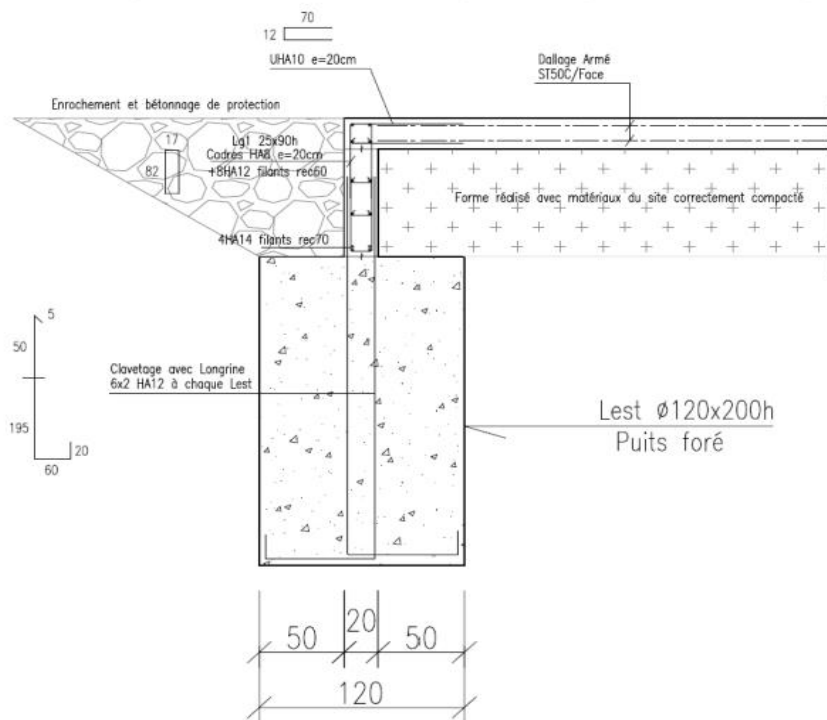 70
12
UHA10 e=20cm
Dallage Armé
ST50C/Face
Enrochement et bétonnage de protection
17
82
Lg1 25x90h
Cadres HA8 e=20cm
+8HA12 filants rec60
Forme réalisé avec matériaux du site correctement compacté
4HA14 filants rec70
5
50
195
20
60
Clavetage avec Longrine
6x2 HA12 à chaque Lest
Lest ø120x200h
Puits foré
50
20
50
120